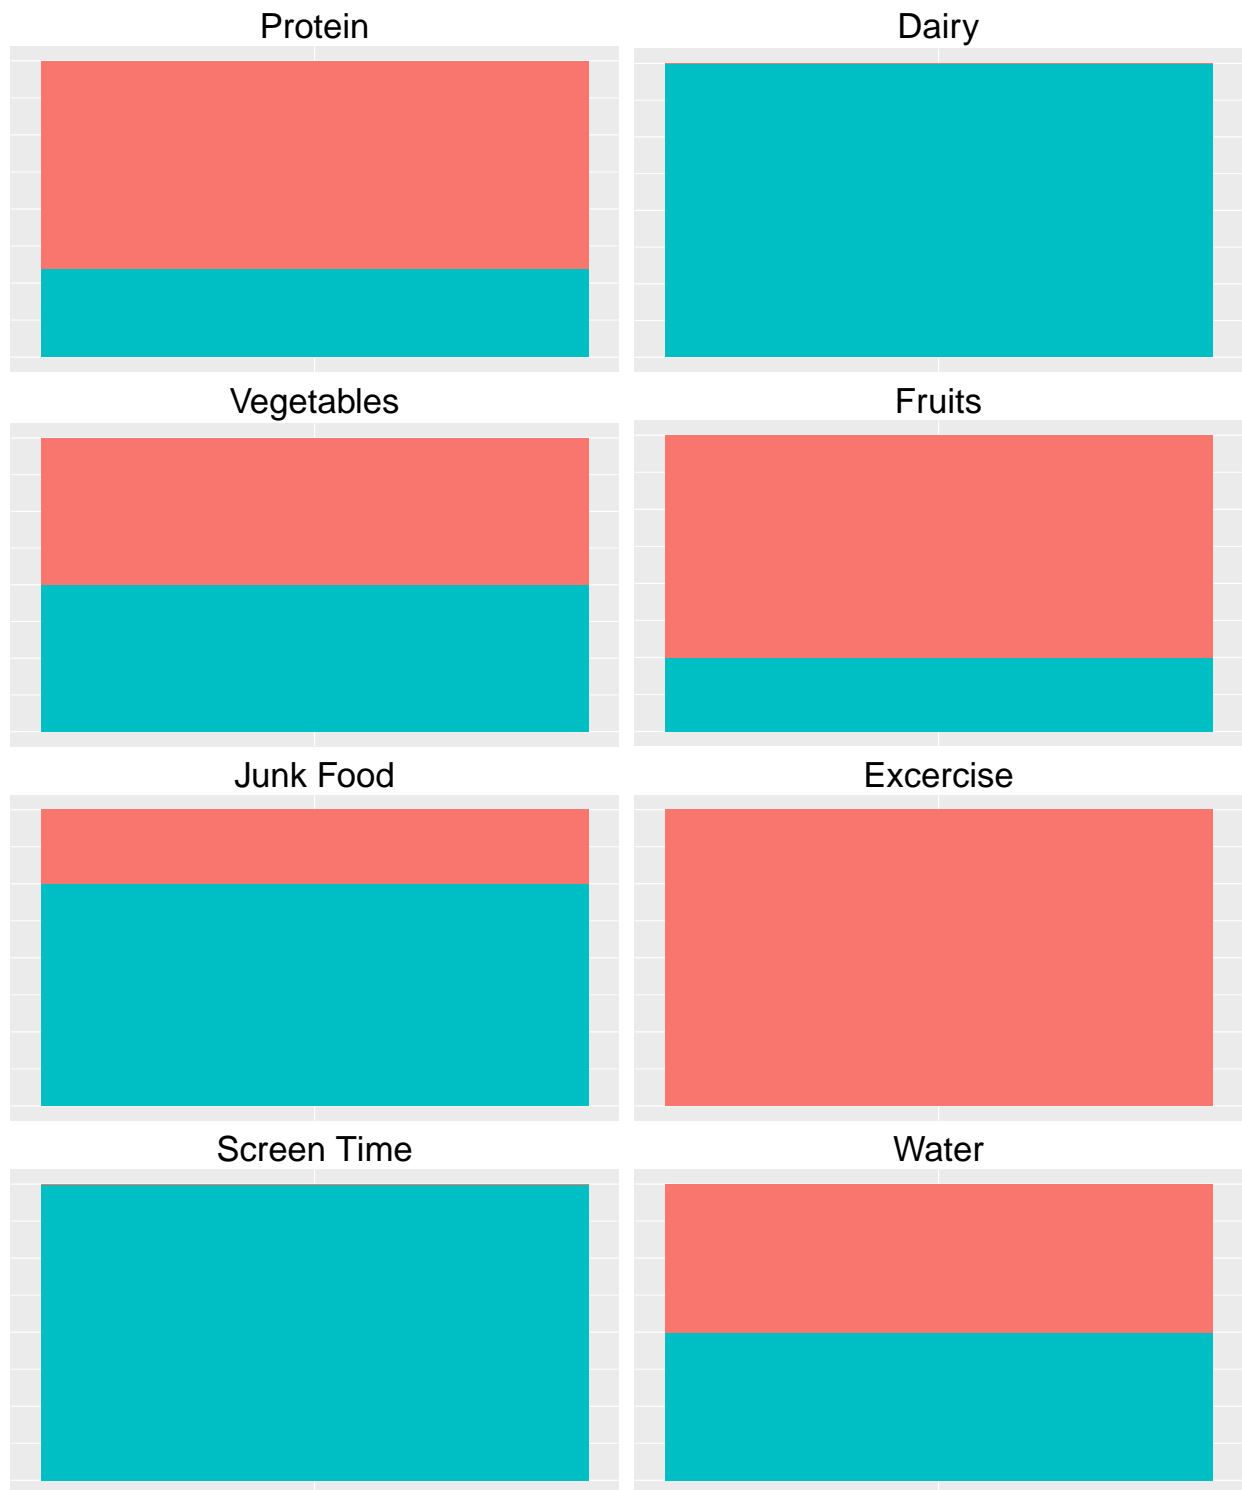 Protein
Dairy
Vegetables
Fruits
Junk Food
Excercise
Screen Time
Water